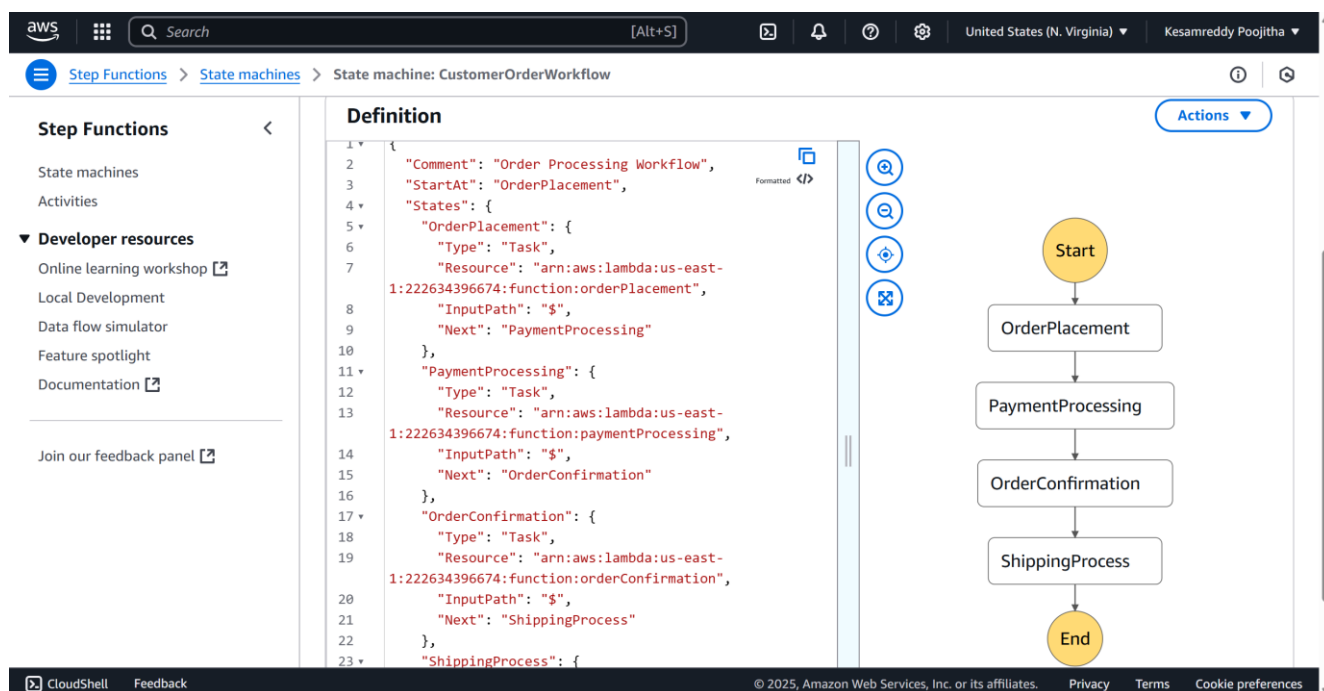 aws
Search [Alt+S]
United States (N. Virginia)
Kesamreddy Poojitha
Step Functions > State machines > State machine: CustomerOrderWorkflow
Step Functions
State machines
Activities
Developer resources
Online learning workshop
Local Development
Data flow simulator
Feature spotlight
Documentation
Join our feedback panel
Definition
Actions
Formatted
1 {
2 "Comment": "Order Processing Workflow",
3 "StartAt": "OrderPlacement",
4 "States": {
5 "OrderPlacement": {
6 "Type": "Task",
7 "Resource": "arn:aws:lambda:us-east-
1:222634396674:function:orderPlacement",
8 "InputPath": "$",
9 "Next": "PaymentProcessing"
10 },
11 "PaymentProcessing": {
12 "Type": "Task",
13 "Resource": "arn:aws:lambda:us-east-
1:222634396674:function:paymentProcessing",
14 "InputPath": "$",
15 "Next": "OrderConfirmation"
16 },
17 "OrderConfirmation": {
18 "Type": "Task",
19 "Resource": "arn:aws:lambda:us-east-
1:222634396674:function:orderConfirmation",
20 "InputPath": "$",
21 "Next": "ShippingProcess"
22 },
23 "ShippingProcess": {
Start
OrderPlacement
PaymentProcessing
OrderConfirmation
ShippingProcess
End
CloudShell Feedback
© 2025, Amazon Web Services, Inc. or its affiliates. Privacy Terms Cookie preferences